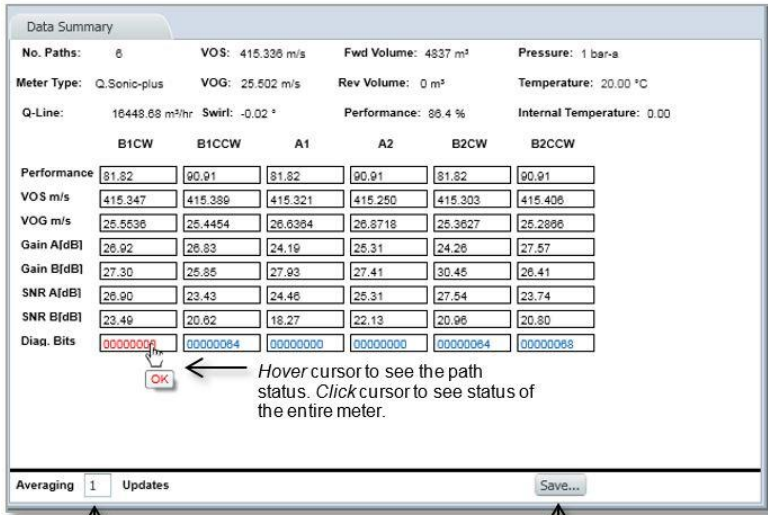 Data Summary
No. Paths: 6 VOS: 415.336 m/s Fwd Volume: 4837 m³ Pressure: 1 bar-a
Meter Type: Q.Sonic-plus VOG: 25.502 m/s Rev Volume: 0 m³ Temperature: 20.00 °C
Q-Line: 16448.68 m³/hr Swirl: -0.02 ° Performance: 86.4 % Internal Temperature: 0.00
B1CW B1CCW A1 A2 B2CW B2CCW
Performance 81.82 90.91 81.82 90.91 81.82 90.91
VOS m/s 415.347 415.389 415.321 415.250 415.303 415.406
VOG m/s 25.5536 25.4454 26.6364 26.8718 25.3627 25.2866
Gain A[dB] 26.92 26.83 24.19 25.31 24.26 27.57
Gain B[dB] 27.30 25.85 27.93 27.41 30.45 26.41
SNR A[dB] 26.90 23.43 24.46 25.31 27.54 23.74
SNR B[dB] 23.49 20.62 18.27 22.13 20.96 20.80
Diag. Bits 00000064 00000000 00000000 00000064 00000068
OK
Hover cursor to see the path
status. Click cursor to see status of
the entire meter.
Averaging 1 Updates Save...